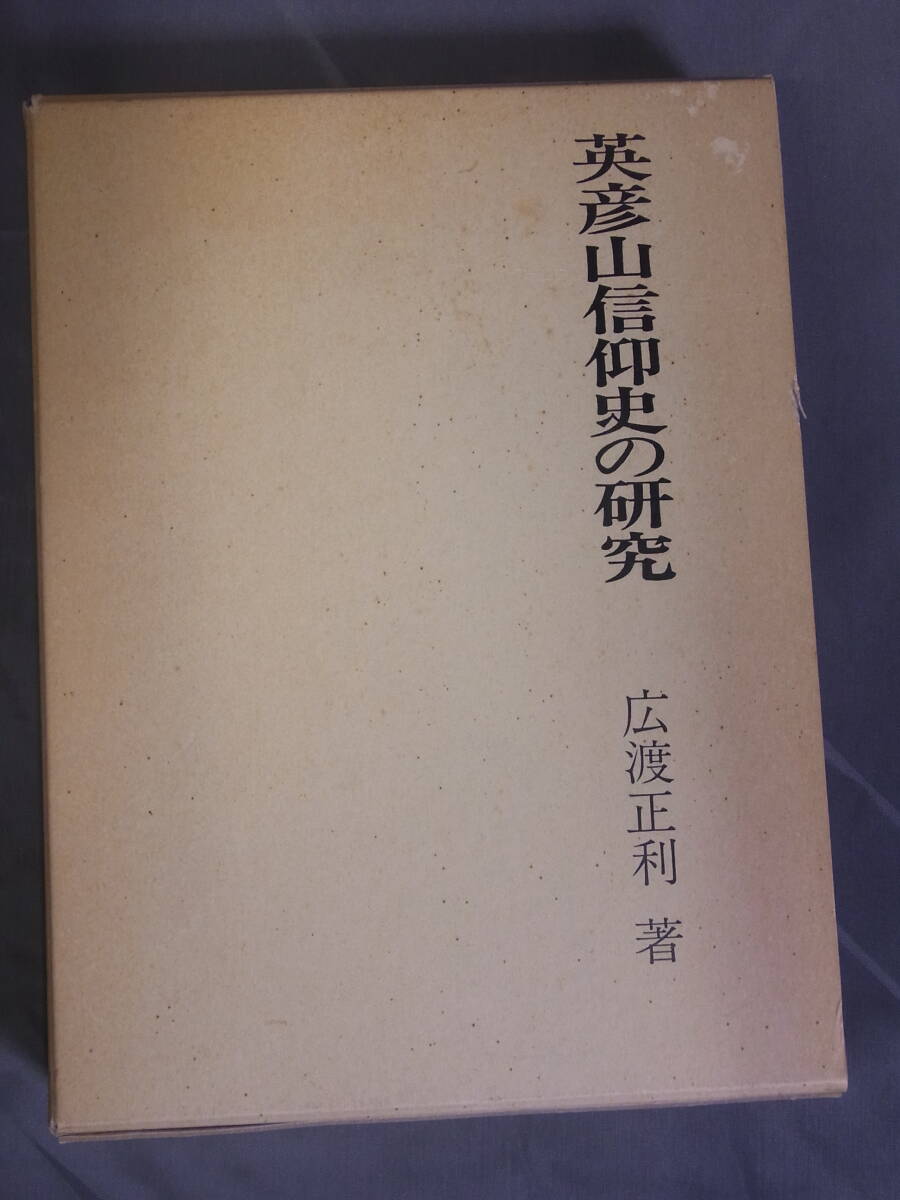 英彦山信仰史の研究
広渡正利 著